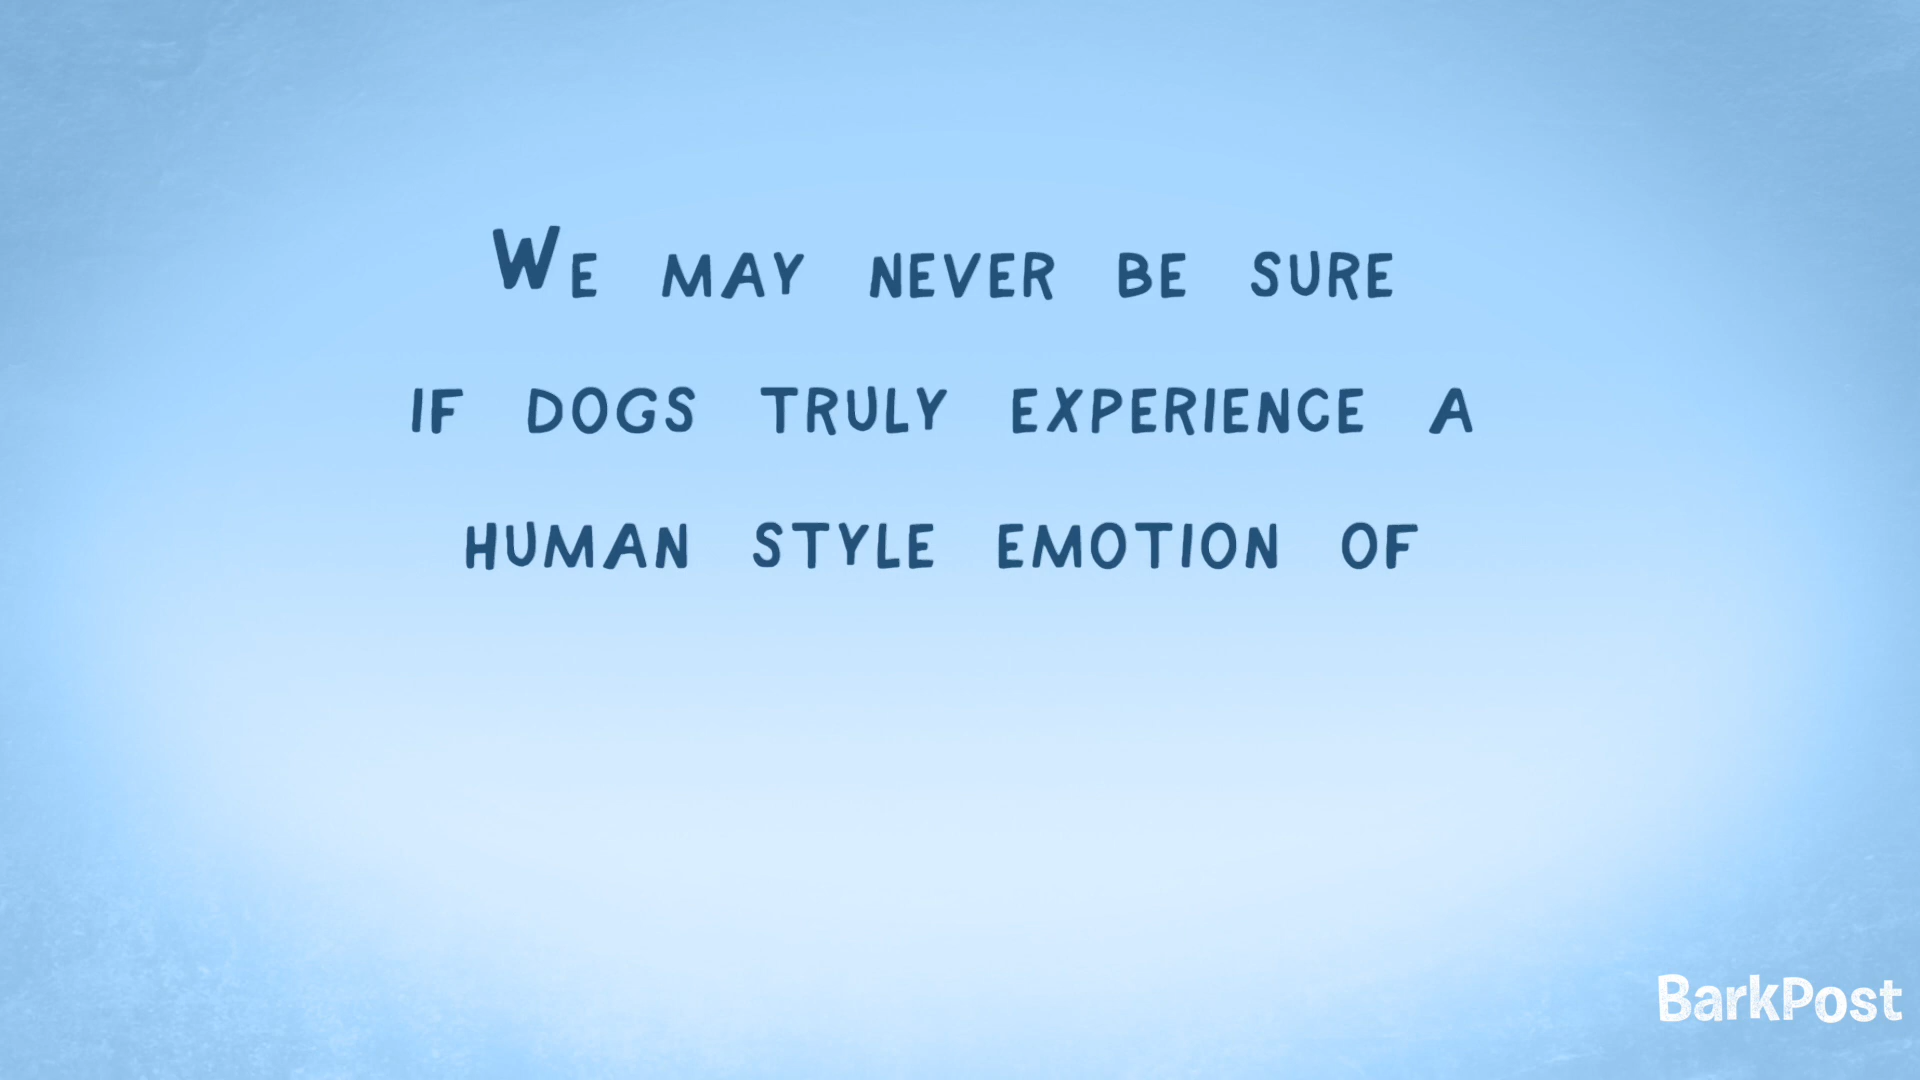 We may never be sure
if dogs truly experience a
human style emotion of
BarkPost